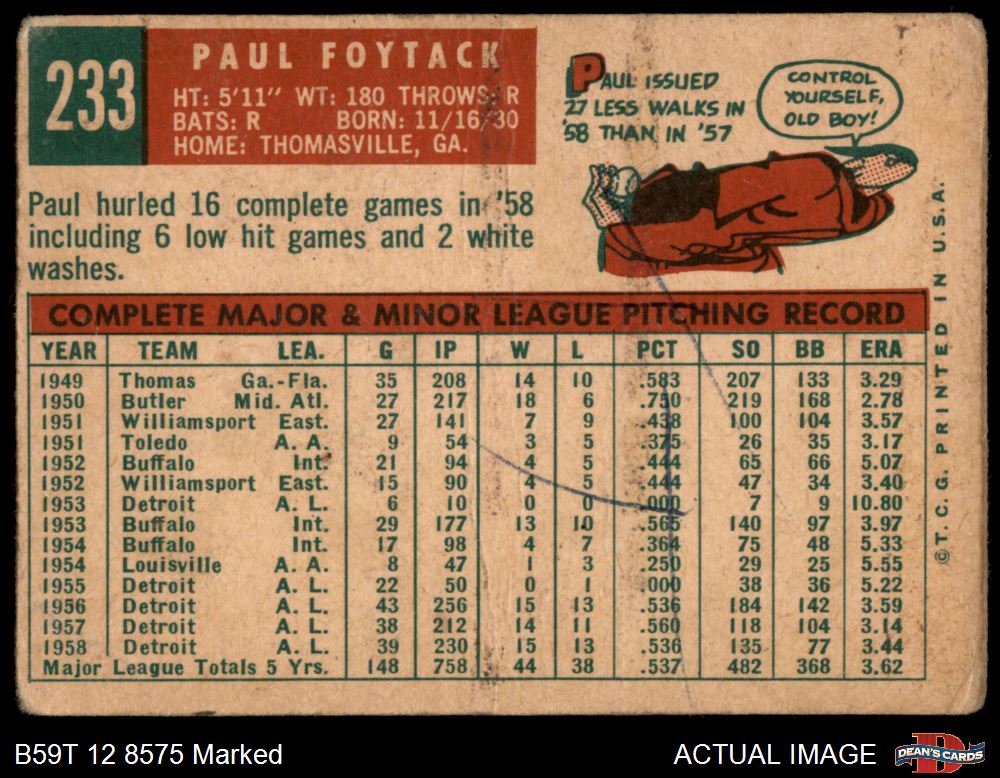 233
PAUL FOYTACK
HT: 5'11" WT: 180 THROWS: R
BATS: R BORN: 11/16/30
HOME: THOMASVILLE, GA.
PAUL ISSUED
27 LESS WALKS IN
'58 THAN IN '57
CONTROL
YOURSELF,
OLD BOY!
Paul hurled 16 complete games in '58
including 6 low hit games and 2 white
washes.
COMPLETE MAJOR & MINOR LEAGUE PITCHING RECORD
YEAR TEAM LEA. G IP W L PCT SO BB ERA
1949 Thomas Ga.-Fla. 35 208 14 10 .583 207 133 3.29
1950 Butler Mid. Atl. 27 217 18 6 .750 219 168 2.78
1951 Williamsport East. 27 141 7 9 .438 100 104 3.57
1951 Toledo A. A. 9 54 3 5 .375 26 35 3.17
1952 Buffalo Int. 21 94 4 5 .444 65 66 5.07
1952 Williamsport East. 15 90 4 5 .444 47 34 3.40
1953 Detroit A. L. 6 10 0 0 .000 7 9 10.80
1953 Buffalo Int. 29 177 13 10 .565 140 97 3.97
1954 Buffalo Int. 17 98 4 7 .364 75 48 5.33
1954 Louisville A. A. 8 47 1 3 .250 29 25 5.55
1955 Detroit A. L. 22 50 0 1 .000 38 36 5.22
1956 Detroit A. L. 43 256 15 13 .536 184 142 3.59
1957 Detroit A. L. 38 212 14 11 .560 118 104 3.14
1958 Detroit A. L. 39 230 15 13 .536 135 77 3.44
Major League Totals 5 Yrs. 148 758 44 38 .537 482 368 3.62
©T. C. G. PRINTED IN U.S.A.
B59T 12 8575 Marked
ACTUAL IMAGE
DEAN'S CARDS